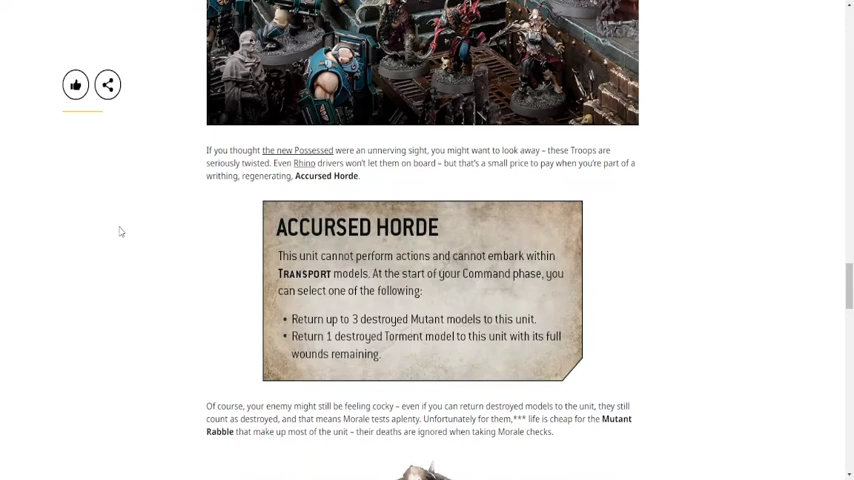 If you thought the new Possessed were an unnerving sight, you might want to look away – these Troops are
seriously twisted. Even Rhino drivers won't let them on board – but that's a small price to pay when you're part of a
writhing, regenerating, Accursed Horde.
ACCURSED HORDE
This unit cannot perform actions and cannot embark within
TRANSPORT models. At the start of your Command phase, you
can select one of the following:
• Return up to 3 destroyed Mutant models to this unit.
• Return 1 destroyed Torment model to this unit with its full
wounds remaining.
Of course, your enemy might still be feeling cocky – even if you can return destroyed models to the unit, they still
count as destroyed, and that means Morale tests aplenty. Unfortunately for them,*** life is cheap for the Mutant
Rabble that make up most of the unit – their deaths are ignored when taking Morale checks.